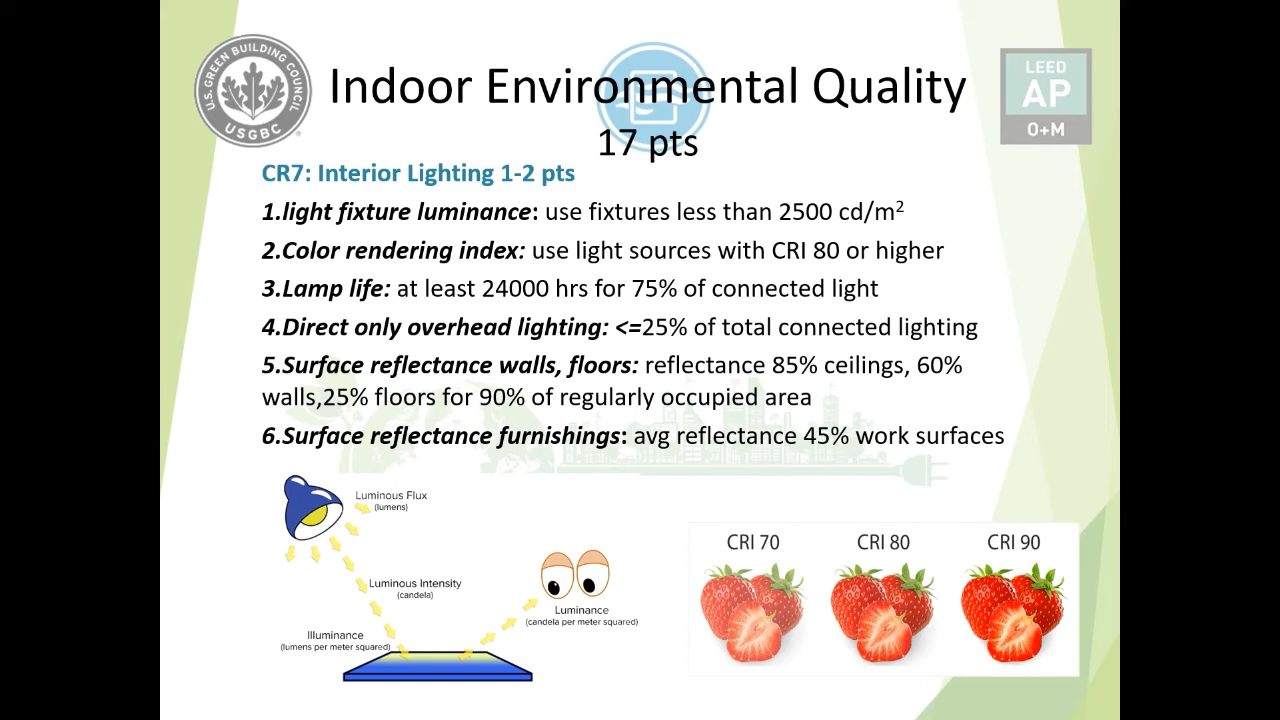 U.S. GREEN BUILDING COUNCIL
USGBC
Indoor Environmental Quality
17 pts
LEED
AP
O+M
CR7: Interior Lighting 1-2 pts
1.light fixture luminance: use fixtures less than 2500 cd/m²
2.Color rendering index: use light sources with CRI 80 or higher
3.Lamp life: at least 24000 hrs for 75% of connected light
4.Direct only overhead lighting: <=25% of total connected lighting
5.Surface reflectance walls, floors: reflectance 85% ceilings, 60%
walls,25% floors for 90% of regularly occupied area
6.Surface reflectance furnishings: avg reflectance 45% work surfaces
Luminous Flux
(lumens)
Luminous Intensity
(candela)
Luminance
(candela per meter squared)
Illuminance
(lumens per meter squared)
CRI 70
CRI 80
CRI 90